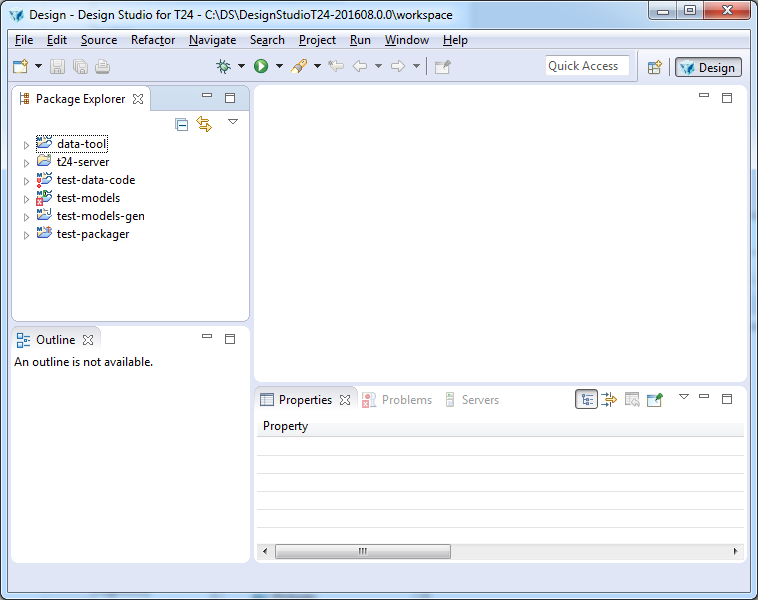 Design - Design Studio for T24 - C:\DS\DesignStudioT24-201608.0.0\workspace
File Edit Source Refactor Navigate Search Project Run Window Help
Quick Access Design
Package Explorer
data-tool
t24-server
test-data-code
test-models
test-models-gen
test-packager
Outline
An outline is not available.
Properties Problems Servers
Property